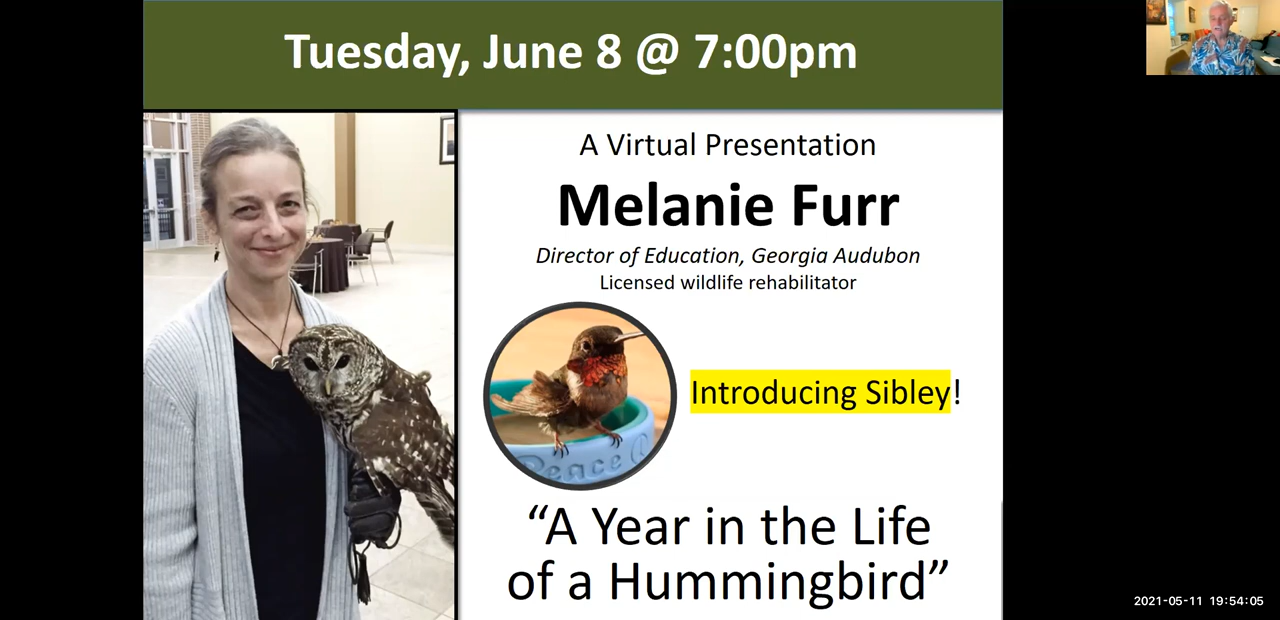 Tuesday, June 8 @ 7:00pm
A Virtual Presentation
Melanie Furr
Director of Education, Georgia Audubon
Licensed wildlife rehabilitator
Peace
Introducing Sibley!
“A Year in the Life
of a Hummingbird”
2021-05-11 19:54:05